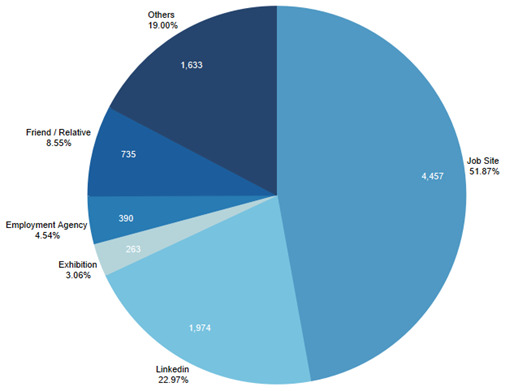 Others
19.00%
1,633
Friend / Relative
8.55%
735
4,457
Job Site
51.87%
390
Employment Agency
4.54%
263
Exhibition
3.06%
1,974
Linkedin
22.97%